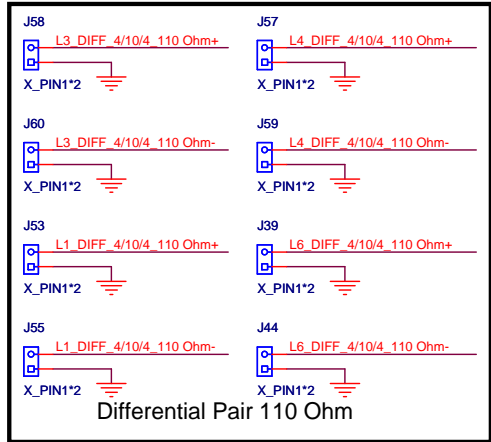 J58
L3_DIFF_4/10/4_110 Ohm+
X_PIN1*2
J57
L4_DIFF_4/10/4_110 Ohm+
X_PIN1*2
J60
L3_DIFF_4/10/4_110 Ohm-
X_PIN1*2
J59
L4_DIFF_4/10/4_110 Ohm-
X_PIN1*2
J53
L1_DIFF_4/10/4_110 Ohm+
X_PIN1*2
J39
L6_DIFF_4/10/4_110 Ohm+
X_PIN1*2
J55
L1_DIFF_4/10/4_110 Ohm-
X_PIN1*2
J44
L6_DIFF_4/10/4_110 Ohm-
X_PIN1*2
Differential Pair 110 Ohm